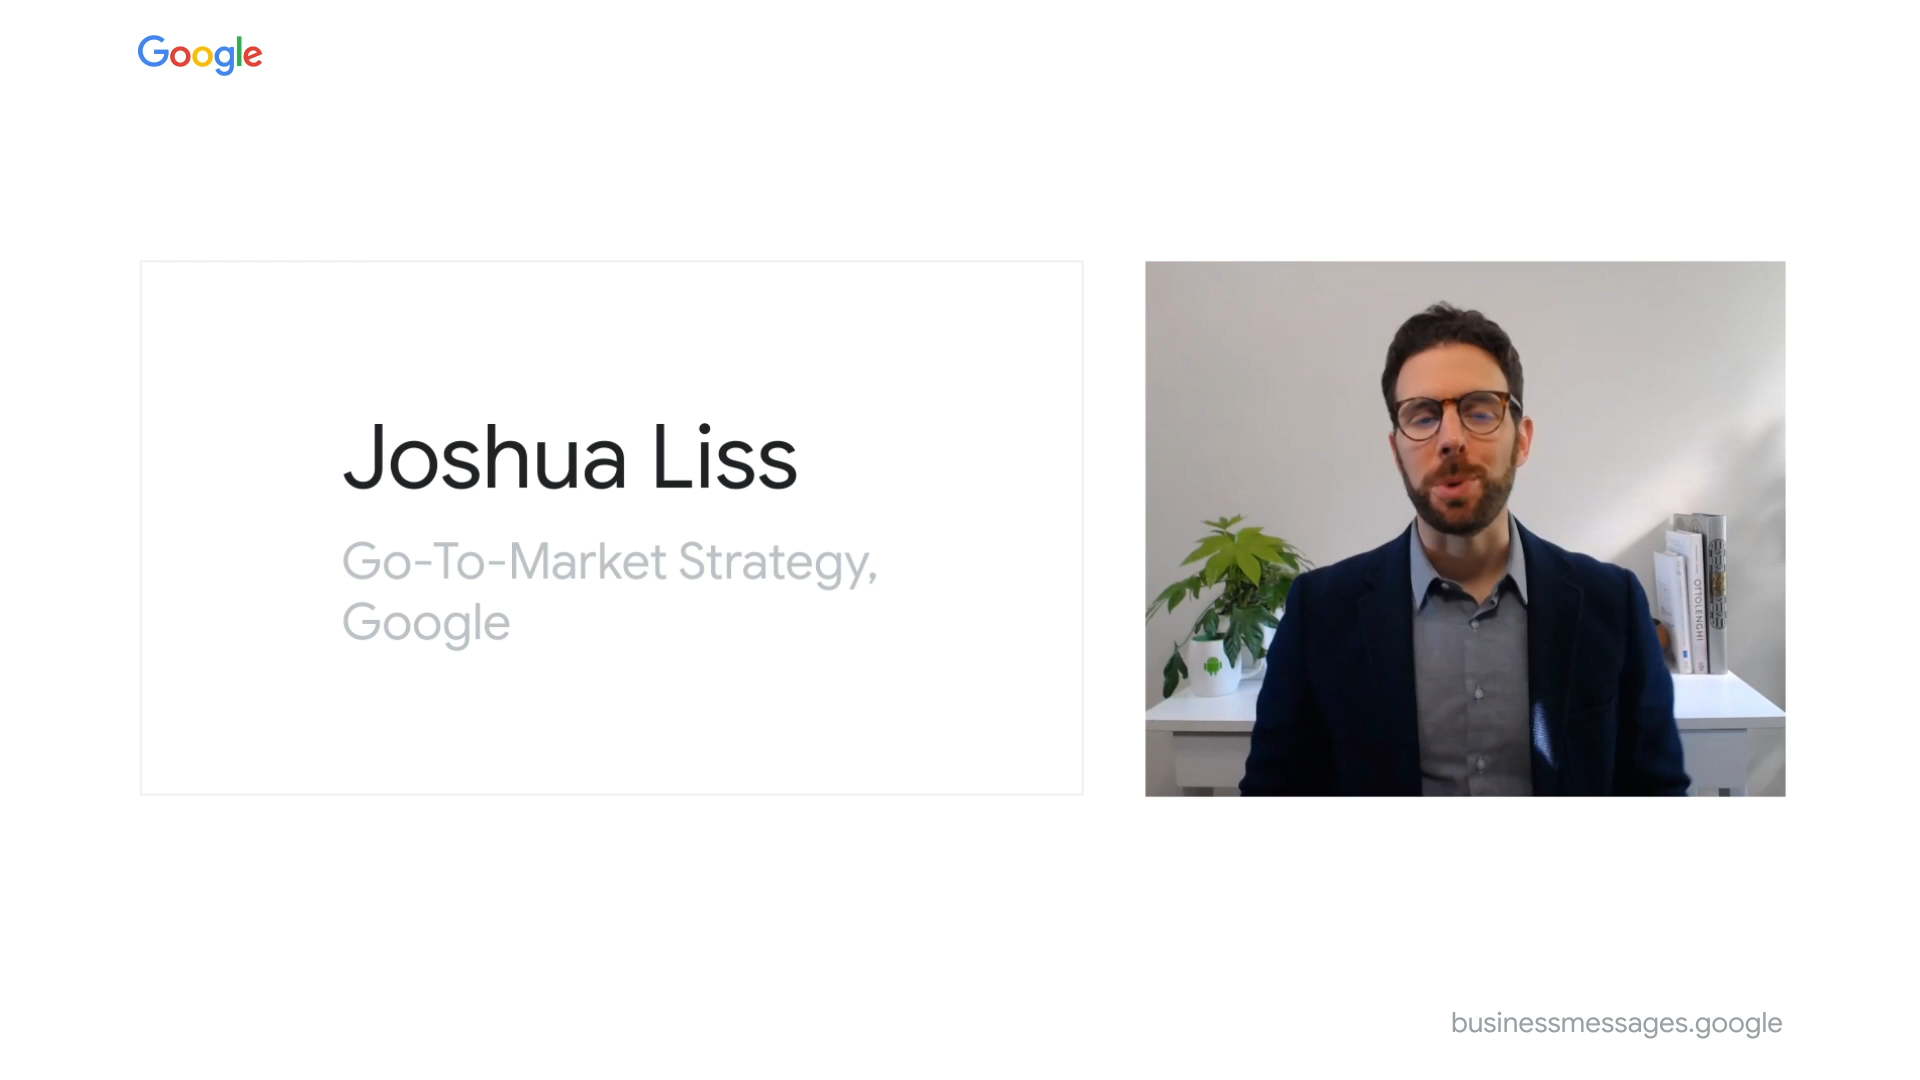 Google
Joshua Liss
Go-To-Market Strategy,
Google
OTTOLENGHI
businessmessages.google